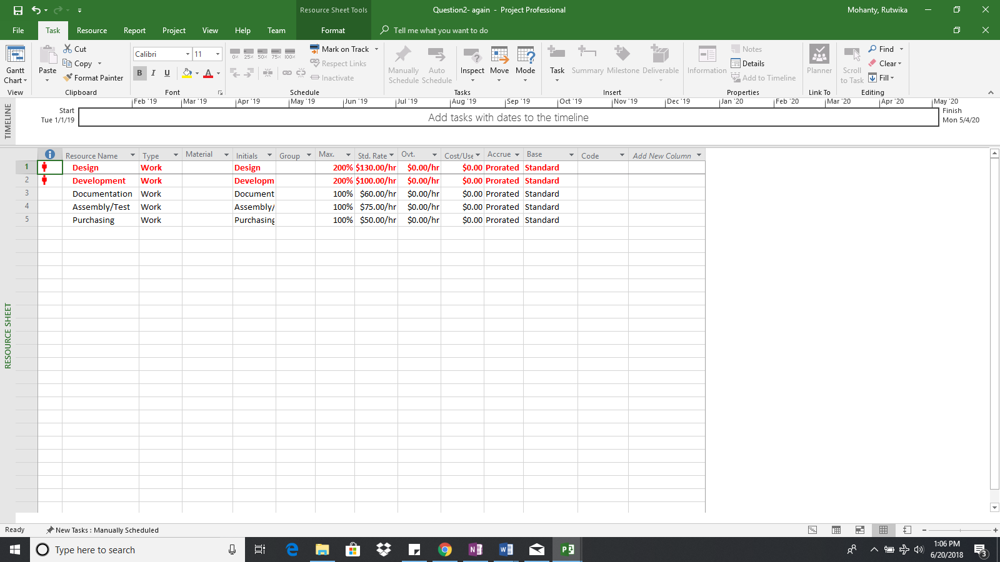 Resource Sheet Tools
Question2- again - Project Professional
Mohanty, Rutwika
File Task Resource Report Project View Help Team Format Tell me what you want to do
Gantt Chart
View
Paste
Cut
Copy
Format Painter
Clipboard
Calibri 11
B I U A
Font
0% 25% 50% 75% 100%
Mark on Track
Respect Links
Inactivate
Schedule
Manually Schedule
Auto Schedule
Inspect
Move
Mode
Tasks
Task
Summary
Milestone
Deliverable
Insert
Information
Notes
Details
Add to Timeline
Properties
Planner
Link To
Scroll to Task
Find
Clear
Fill
Editing
TIMELINE
Feb '19 Mar '19 Apr '19 May '19 Jun '19 Jul '19 Aug '19 Sep '19 Oct '19 Nov '19 Dec '19 Jan '20 Feb '20 Mar '20 Apr '20 May '20
Start
Tue 1/1/19
Add tasks with dates to the timeline
Finish
Mon 5/4/20
RESOURCE SHEET
Resource Name Type Material Initials Group Max. Std. Rate Ovt. Cost/Use Accrue Base Code Add New Column
1 Design Work Design 200% $130.00/hr $0.00/hr $0.00 Prorated Standard
2 Development Work Developm 200% $100.00/hr $0.00/hr $0.00 Prorated Standard
3 Documentation Work Document 100% $60.00/hr $0.00/hr $0.00 Prorated Standard
4 Assembly/Test Work Assembly/ 100% $75.00/hr $0.00/hr $0.00 Prorated Standard
5 Purchasing Work Purchasing 100% $50.00/hr $0.00/hr $0.00 Prorated Standard
Ready
New Tasks : Manually Scheduled
Type here to search
1:06 PM
6/20/2018
3